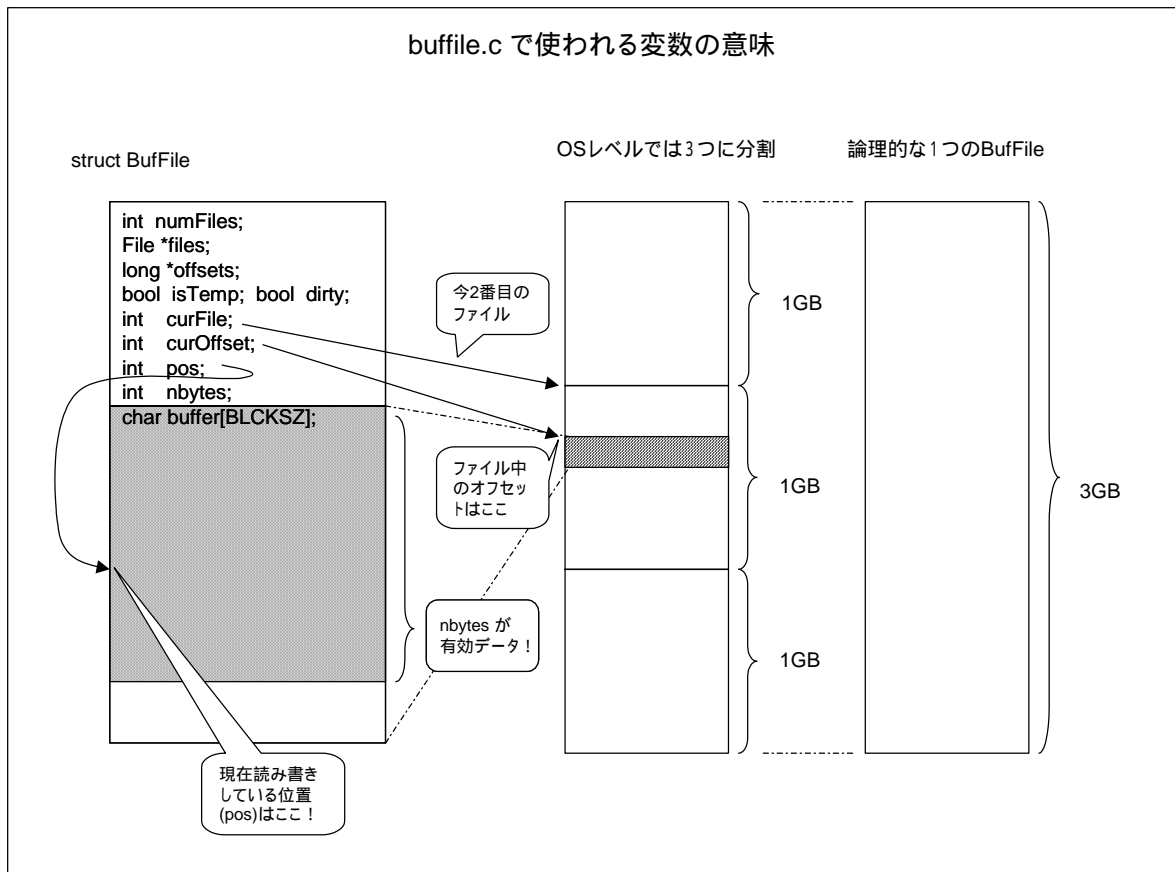 buffile.c で使われる変数の意味
struct BufFile
OSレベルでは3つに分割
論理的な1つのBufFile
int numFiles;
File *files;
long *offsets;
bool isTemp; bool dirty;
int curFile;
int curOffset;
int pos;
int nbytes;
char buffer[BLCKSZ];
今2番目の
ファイル
ファイル中
のオフセッ
トはここ
nbytes が
有効データ！
現在読み書き
している位置
(pos)はここ！
1GB
1GB
1GB
3GB